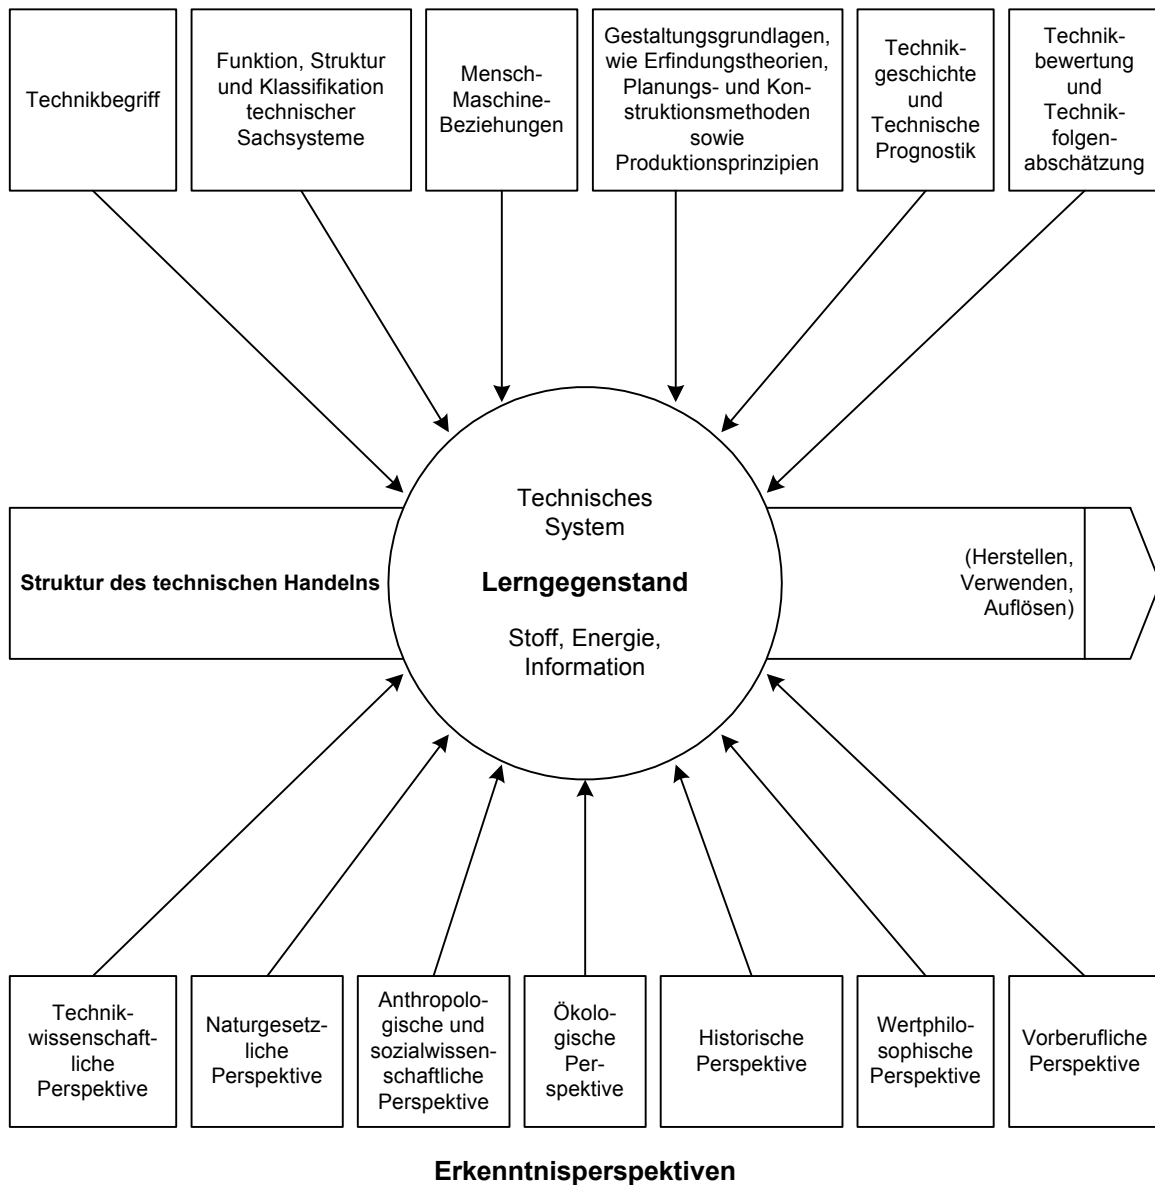 Technikbegriff
Funktion, Struktur
und Klassifikation
technischer
Sachsysteme
Mensch-
Maschine-
Beziehungen
Gestaltungsgrundlagen,
wie Erfindungstheorien,
Planungs- und Kon-
struktionsmethoden
sowie
Produktionsprinzipien
Technik-
geschichte
und
Technische
Prognostik
Technik-
bewertung
und
Technik-
folgen-
abschätzung
Struktur des technischen Handelns
Technisches
System
Lerngegenstand
Stoff, Energie,
Information
(Herstellen,
Verwenden,
Auflösen)
Technik-
wissenschaft-
liche
Perspektive
Naturgesetz-
liche
Perspektive
Anthropolo-
gische und
sozialwissen-
schaftliche
Perspektive
Ökolo-
gische
Per-
spektive
Historische
Perspektive
Wertphilo-
sophische
Perspektive
Vorberufliche
Perspektive
Erkenntnisperspektiven